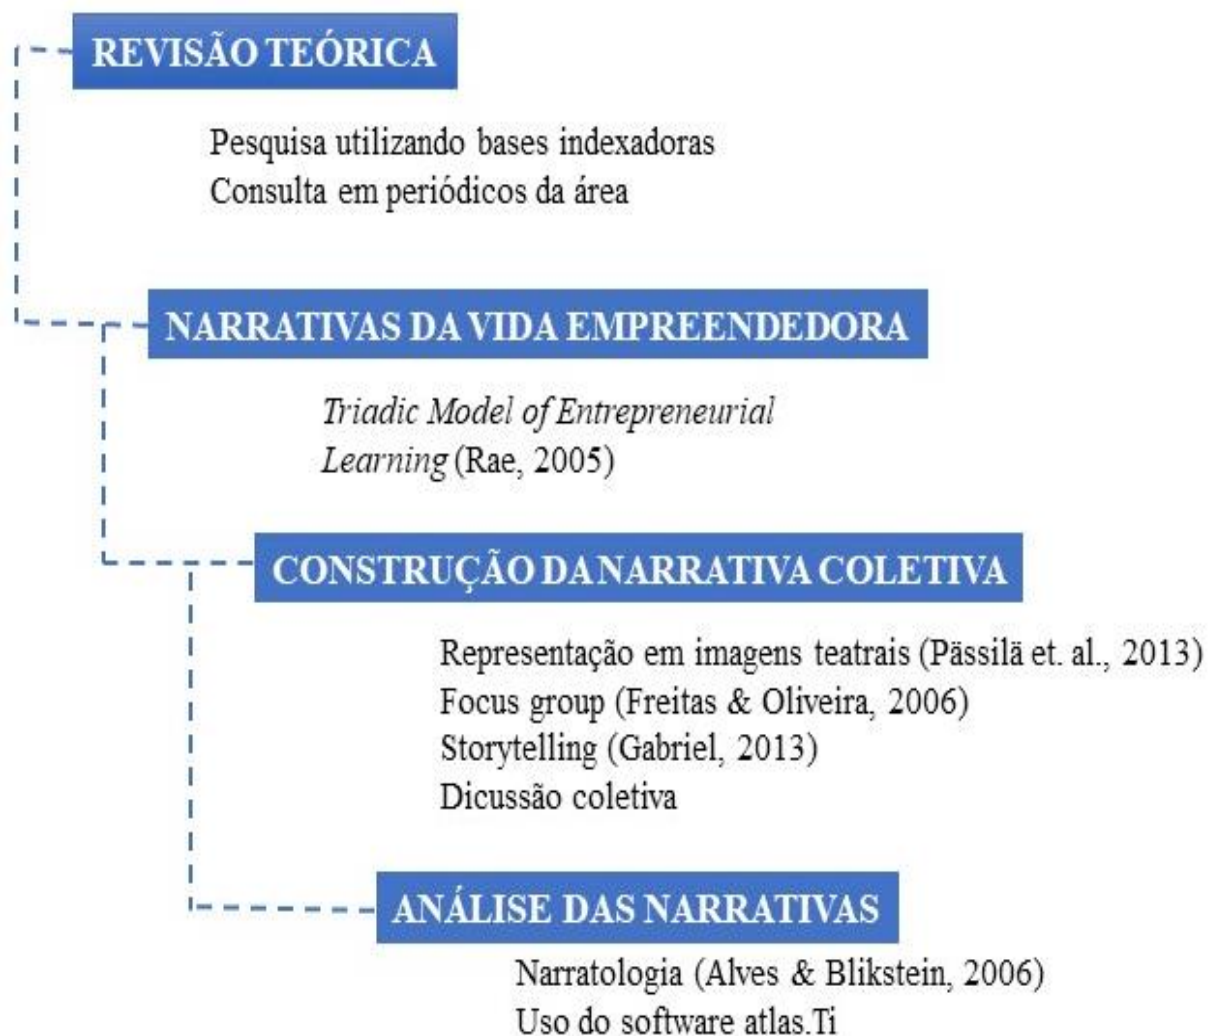 REVISÃO TEÓRICA
Pesquisa utilizando bases indexadoras
Consulta em periódicos da área
NARRATIVAS DA VIDA EMPREENDEDORA
Triadic Model of Entrepreneurial
Learning (Rae, 2005)
CONSTRUÇÃO DA NARRATIVA COLETIVA
Representação em imagens teatrais (Pässilä et. al., 2013)
Focus group (Freitas & Oliveira, 2006)
Storytelling (Gabriel, 2013)
Dicussão coletiva
ANÁLISE DAS NARRATIVAS
Narratologia (Alves & Blikstein, 2006)
Uso do software atlas.Ti